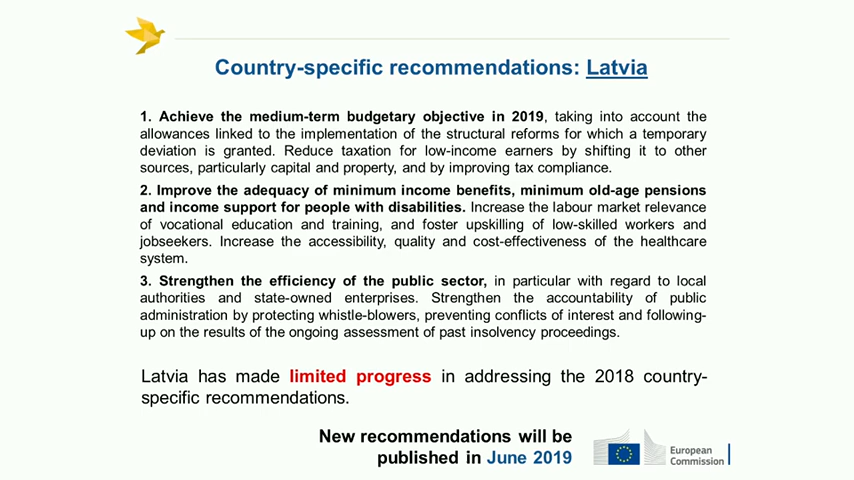 Country-specific recommendations: Latvia
1. Achieve the medium-term budgetary objective in 2019, taking into account the
allowances linked to the implementation of the structural reforms for which a temporary
deviation is granted. Reduce taxation for low-income earners by shifting it to other
sources, particularly capital and property, and by improving tax compliance.
2. Improve the adequacy of minimum income benefits, minimum old-age pensions
and income support for people with disabilities. Increase the labour market relevance
of vocational education and training, and foster upskilling of low-skilled workers and
jobseekers. Increase the accessibility, quality and cost-effectiveness of the healthcare
system.
3. Strengthen the efficiency of the public sector, in particular with regard to local
authorities and state-owned enterprises. Strengthen the accountability of public
administration by protecting whistle-blowers, preventing conflicts of interest and following-
up on the results of the ongoing assessment of past insolvency proceedings.
Latvia has made limited progress in addressing the 2018 country-
specific recommendations.
New recommendations will be
published in June 2019
European
Commission